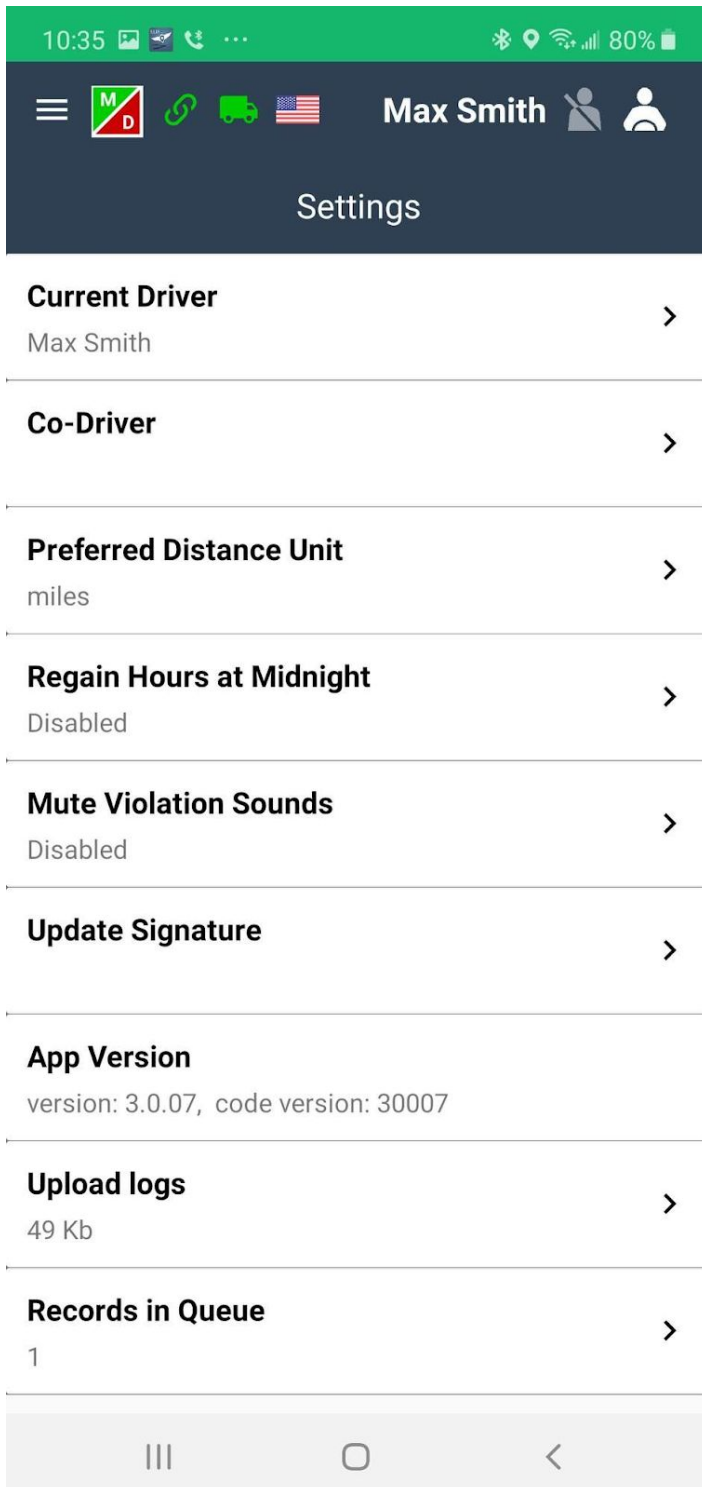 10:35 80%
M D Max Smith
Settings
Current Driver
Max Smith
Co-Driver
Preferred Distance Unit
miles
Regain Hours at Midnight
Disabled
Mute Violation Sounds
Disabled
Update Signature
App Version
version: 3.0.07, code version: 30007
Upload logs
49 Kb
Records in Queue
1